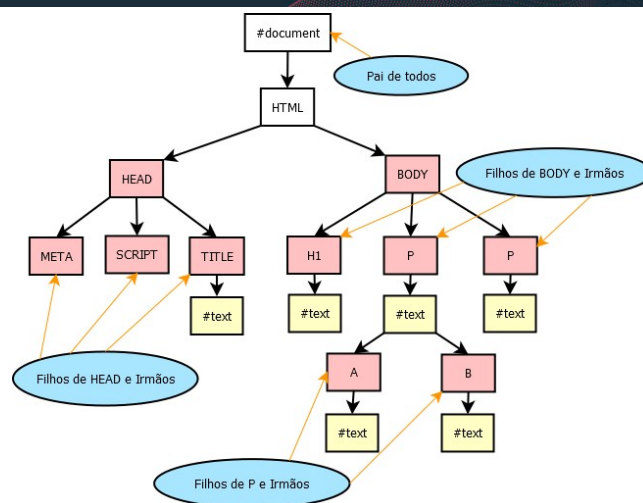 #document
Pai de todos
HTML
HEAD
BODY
Filhos de BODY e Irmãos
META
SCRIPT
TITLE
H1
P
P
#text
#text
#text
#text
Filhos de HEAD e Irmãos
A
B
#text
#text
Filhos de P e Irmãos